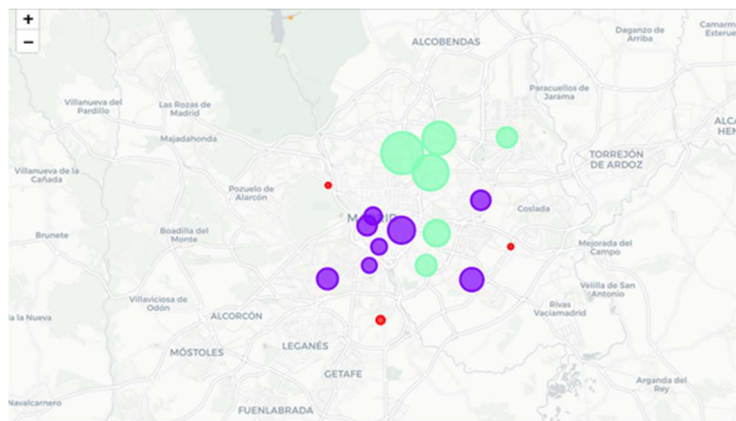 +
−
ALCOBENDAS
Daganzo de
Arriba
Camarm
Esteruel
Paracuellos de
Jarama
Villanueva del
Pardillo
Las Rozas de
Madrid
ALCA
HEN
Majadahonda
TORREJÓN
DE ARDOZ
Villanueva de la
Cañada
Pozuelo de
Alarcón
Coslada
Brunete
Boadilla del
Monte
Mejorada del
Campo
Velilla de San
Antonio
Villaviciosa de
Odón
Rivas
Vaciamadrid
la la Nueva
ALCORCÓN
LEGANÉS
MÓSTOLES
GETAFE
Arganda del
Rey
Navalcarnero
FUENLABRADA